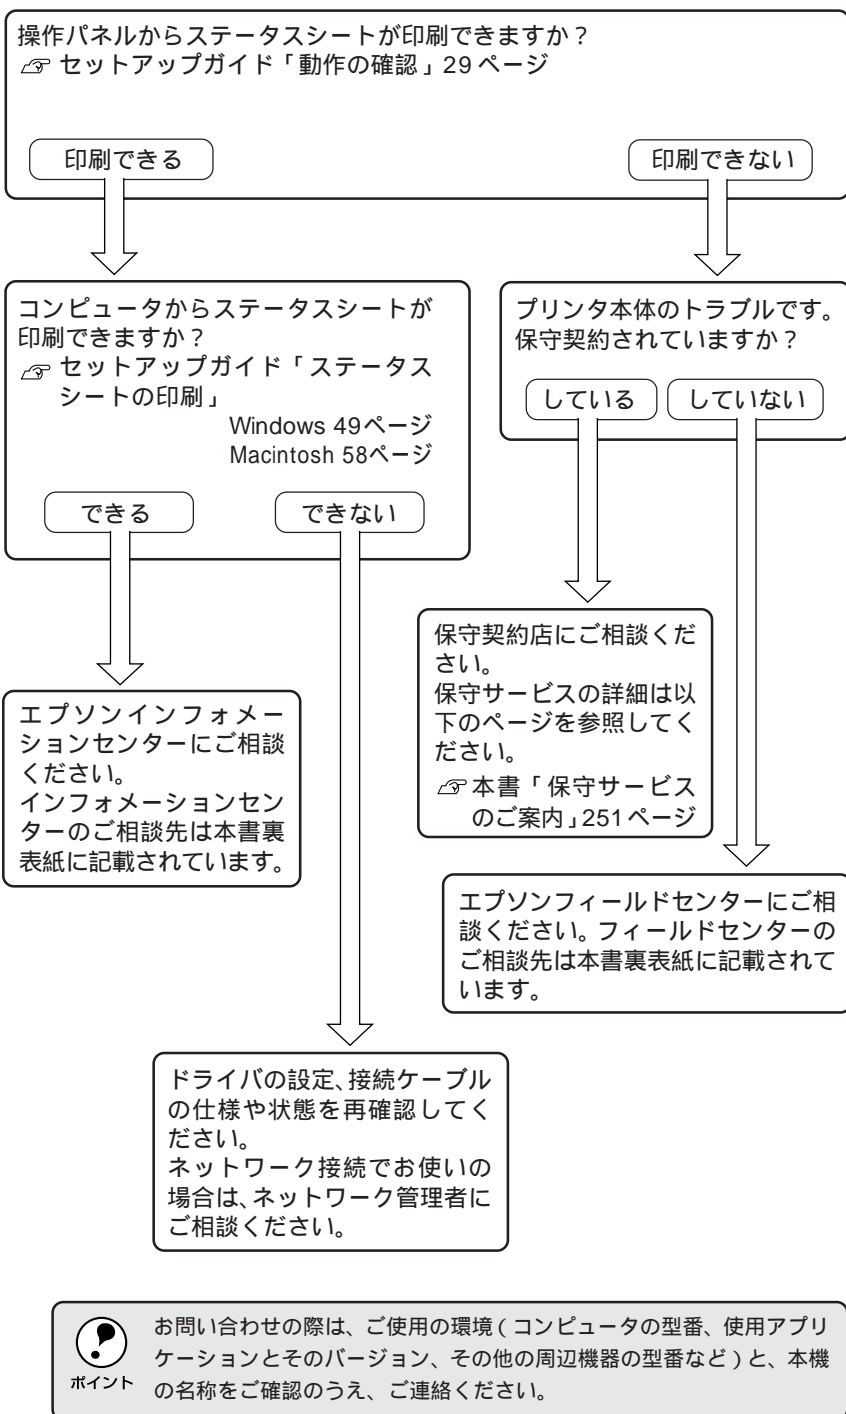 操作パネルからステータスシートが印刷できますか？
☞ セットアップガイド「動作の確認」29 ページ
印刷できる
印刷できない
コンピュータからステータスシートが
印刷できますか？
☞ セットアップガイド「ステータス
シートの印刷」
Windows 49ページ
Macintosh 58ページ
できる
できない
プリンタ本体のトラブルです。
保守契約されていますか？
している
していない
保守契約店にご相談くだ
さい。
保守サービスの詳細は以
下のページを参照してく
ださい。
☞ 本書「保守サービス
のご案内」251 ページ
エプソンインフォメー
ションセンターにご相談
ください。
インフォメーションセン
ターのご相談先は本書裏
表紙に記載されています。
エプソンフィールドセンターにご相
談ください。フィールドセンターの
ご相談先は本書裏表紙に記載されて
います。
ドライバの設定、接続ケーブル
の仕様や状態を再確認してく
ださい。
ネットワーク接続でお使いの
場合は、ネットワーク管理者に
ご相談ください。
ポイント
お問い合わせの際は、ご使用の環境（コンピュータの型番、使用アプリ
ケーションとそのバージョン、その他の周辺機器の型番など）と、本機
の名称をご確認のうえ、ご連絡ください。